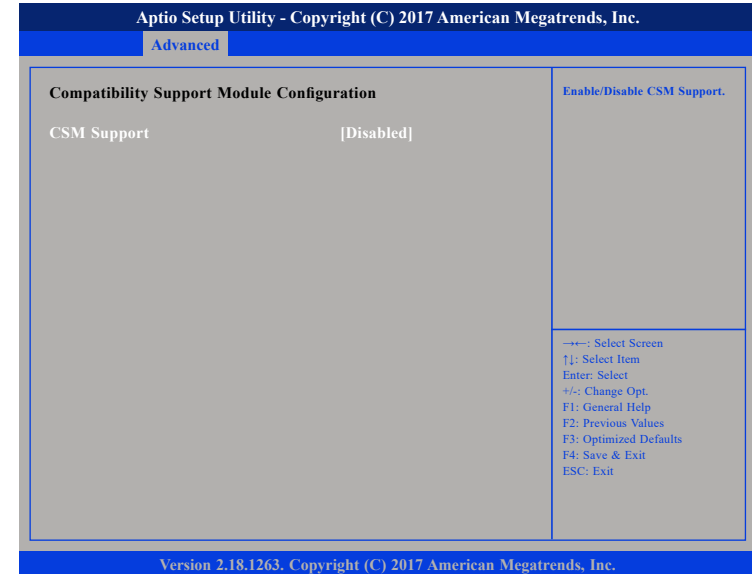 Aptio Setup Utility - Copyright (C) 2017 American Megatrends, Inc.
Advanced
Compatibility Support Module Configuration
CSM Support [Disabled]
Enable/Disable CSM Support.
→←: Select Screen
↑↓: Select Item
Enter: Select
+/-: Change Opt.
F1: General Help
F2: Previous Values
F3: Optimized Defaults
F4: Save & Exit
ESC: Exit
Version 2.18.1263. Copyright (C) 2017 American Megatrends, Inc.